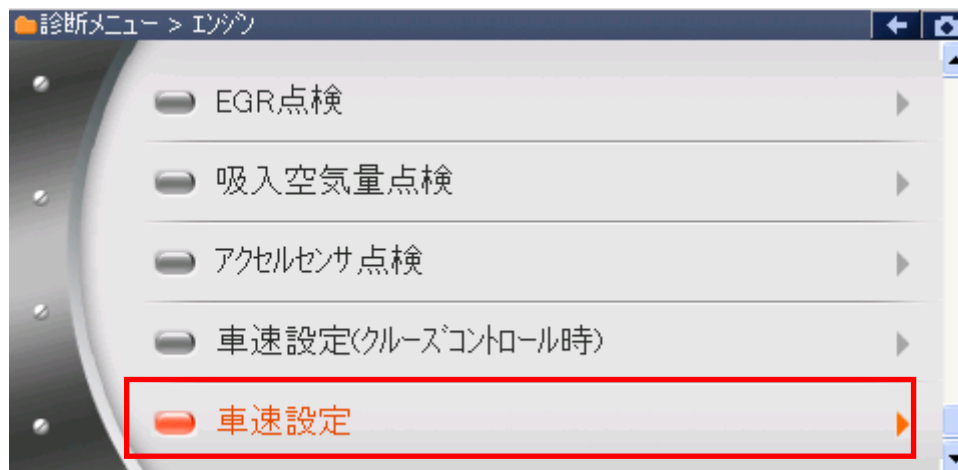 診断メニュー > エンジン
EGR点検
吸入空気量点検
アクセルセンサ点検
車速設定(クルーズコントロール時)
車速設定